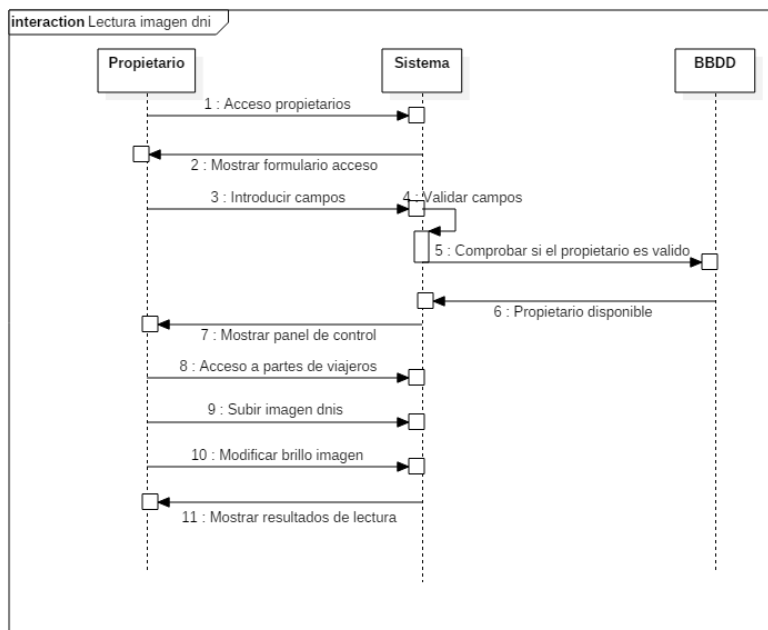 interaction Lectura imagen dni
Propietario
Sistema
BBDD
1 : Acceso propietarios
2 : Mostrar formulario acceso
3 : Introducir campos
4 : Validar campos
5 : Comprobar si el propietario es valido
6 : Propietario disponible
7 : Mostrar panel de control
8 : Acceso a partes de viajeros
9 : Subir imagen dnis
10 : Modificar brillo imagen
11 : Mostrar resultados de lectura